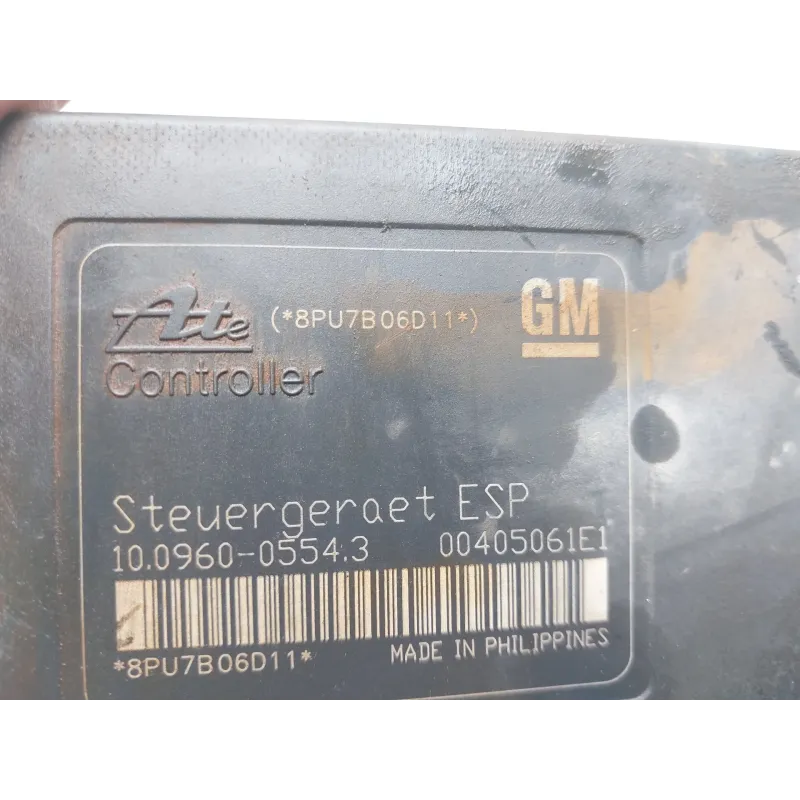 Ate (*8PU7B06D11*) GM
Controller
Steuergeraet ESP
10.0960-0554.3 00405061E1
*8PU7B06D11* MADE IN PHILIPPINES